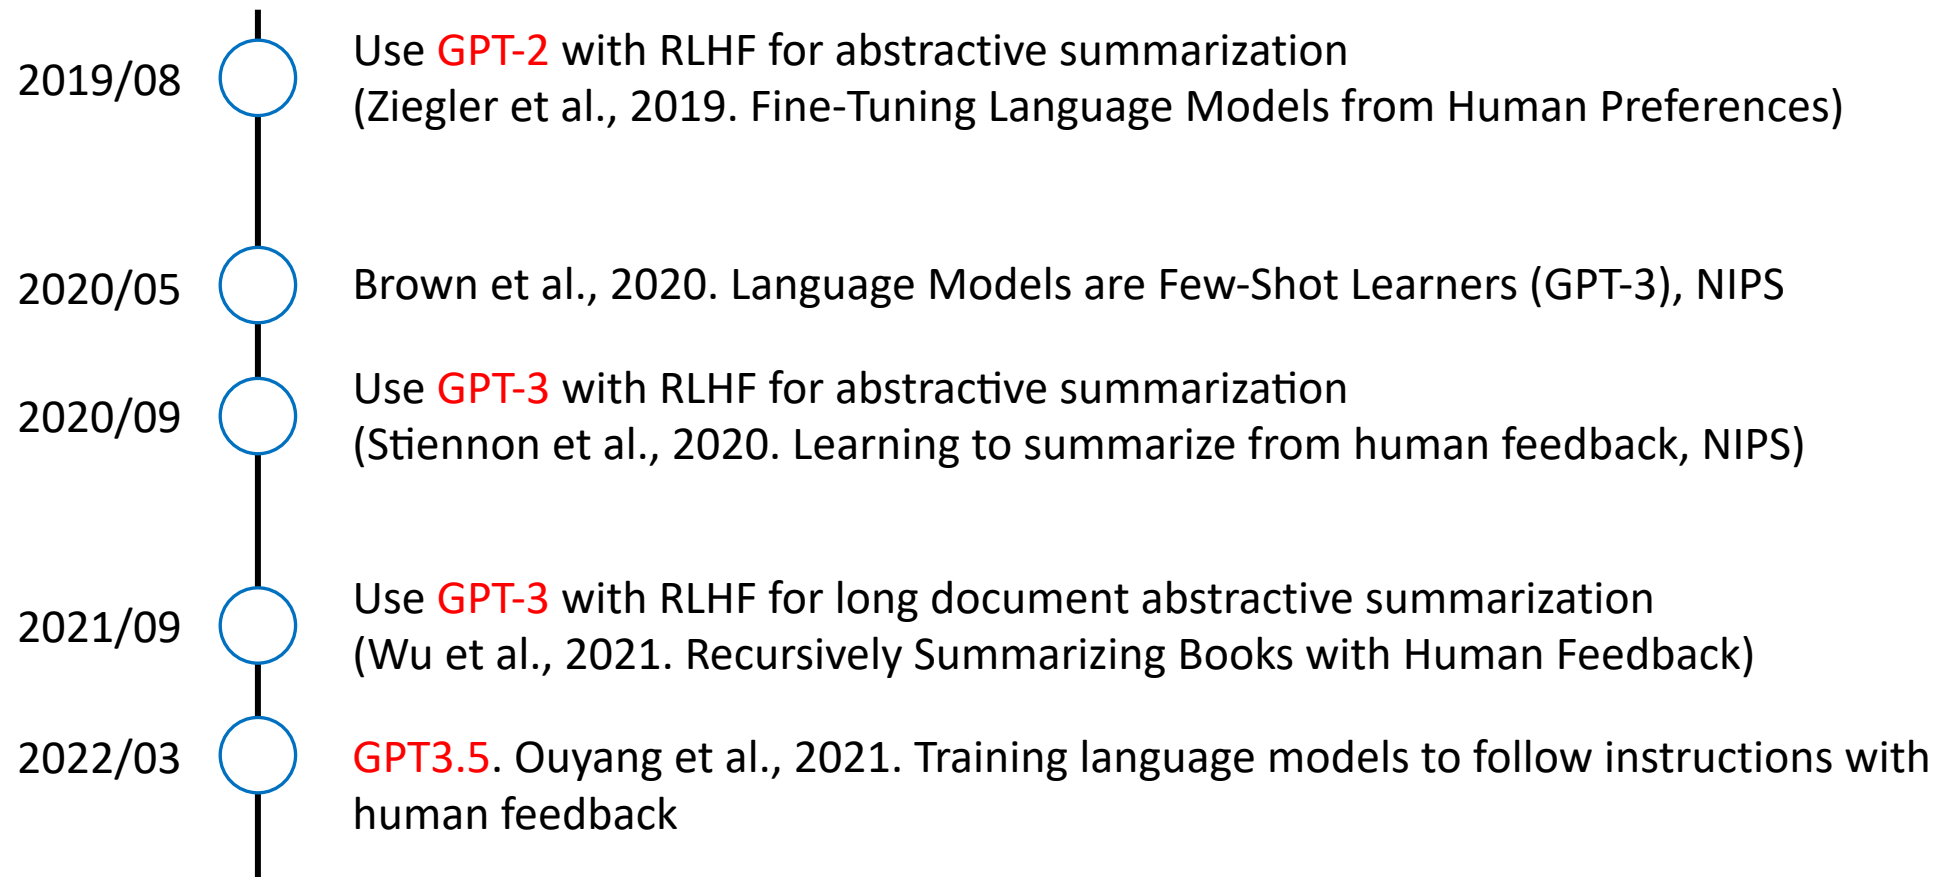 2019/08
Use GPT-2 with RLHF for abstractive summarization
(Ziegler et al., 2019. Fine-Tuning Language Models from Human Preferences)
2020/05
Brown et al., 2020. Language Models are Few-Shot Learners (GPT-3), NIPS
2020/09
Use GPT-3 with RLHF for abstractive summarization
(Stiennon et al., 2020. Learning to summarize from human feedback, NIPS)
2021/09
Use GPT-3 with RLHF for long document abstractive summarization
(Wu et al., 2021. Recursively Summarizing Books with Human Feedback)
2022/03
GPT3.5. Ouyang et al., 2021. Training language models to follow instructions with
human feedback